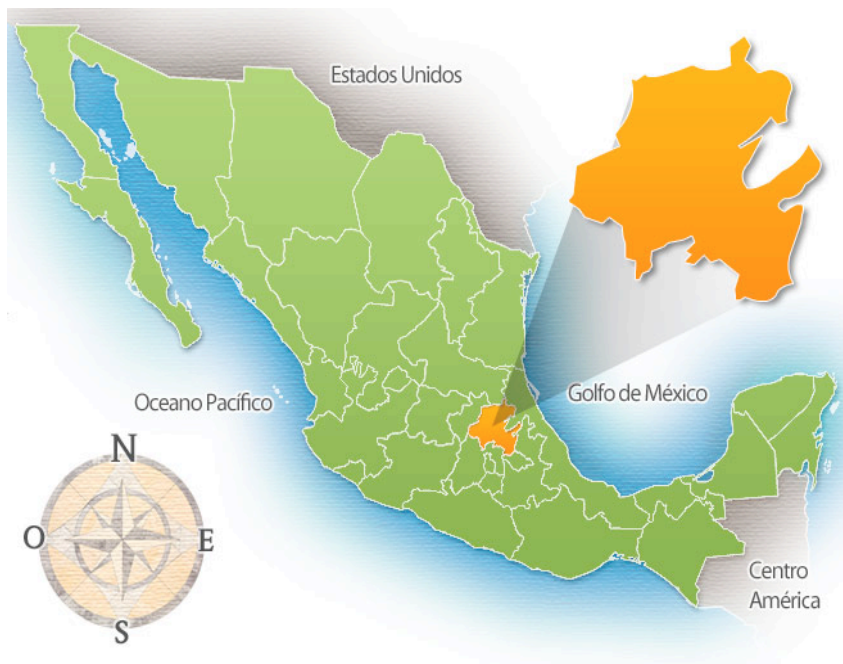 Estados Unidos
Oceano Pacífico
Golfo de México
N
O
E
S
Centro
América